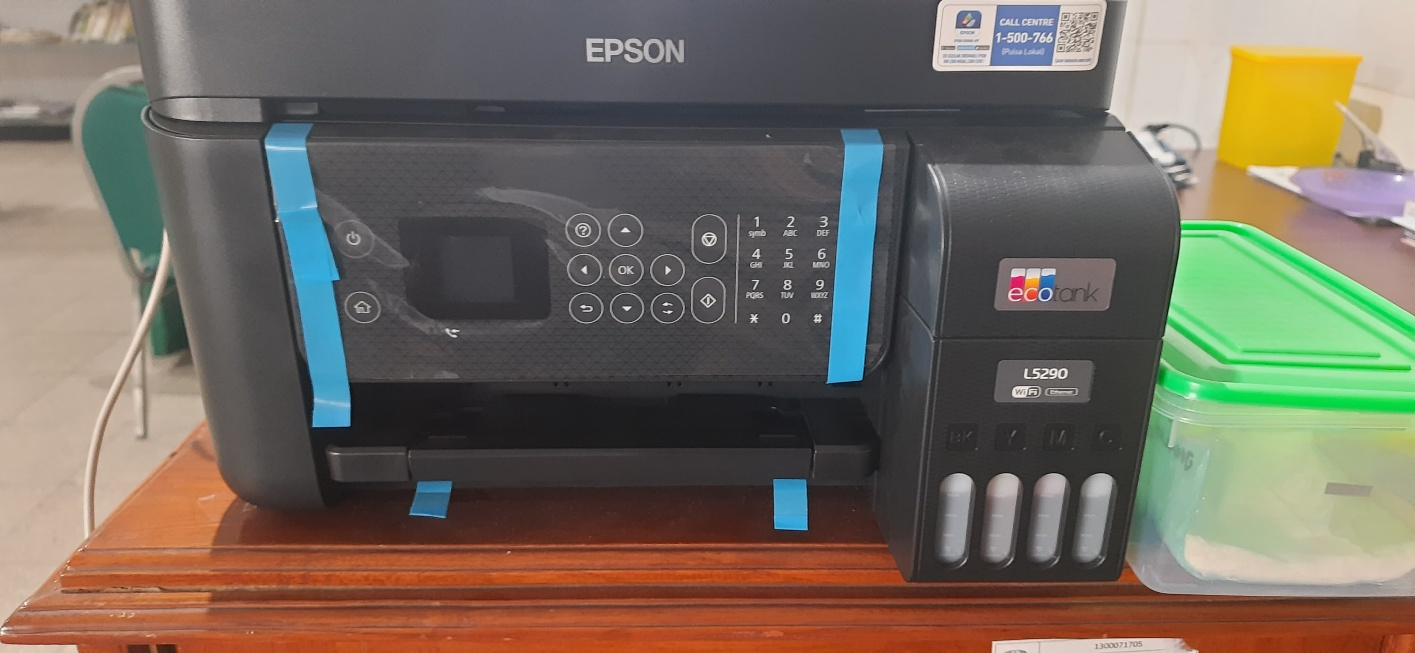 EPSON
CALL CENTRE
1-500-766
(Pulsa Lokal)
EPSON
?
OK
1 2 3
symb ABC DEF
4 5 6
GHI JKL MNO
7 8 9
PQRS TUV WXYZ
* 0 #
ecotank
L5290
WiFi Ethernet
BK Y M C
1300071705